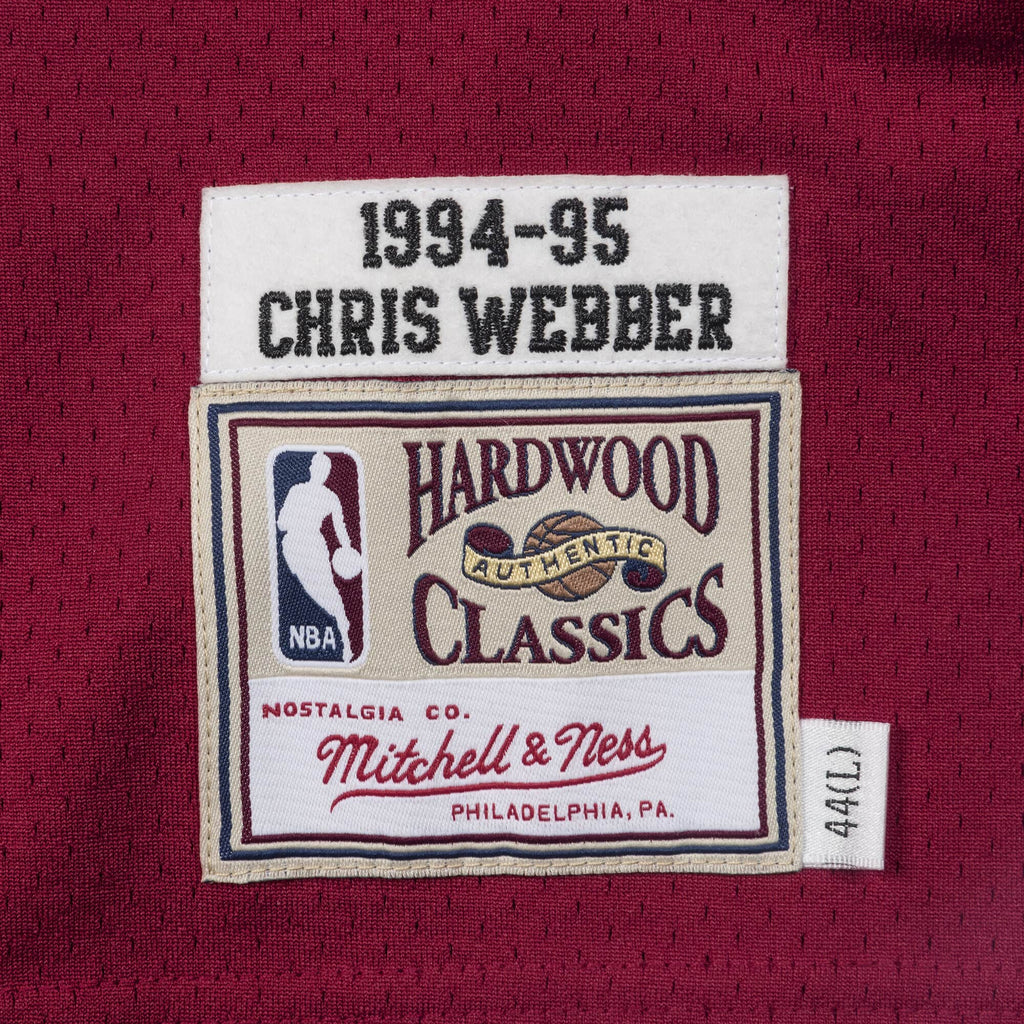 1994-95
CHRIS WEBBER
HARDWOOD
AUTHENTIC
CLASSICS
NBA
NOSTALGIA CO.
Mitchell & Ness
PHILADELPHIA, PA.
44(L)